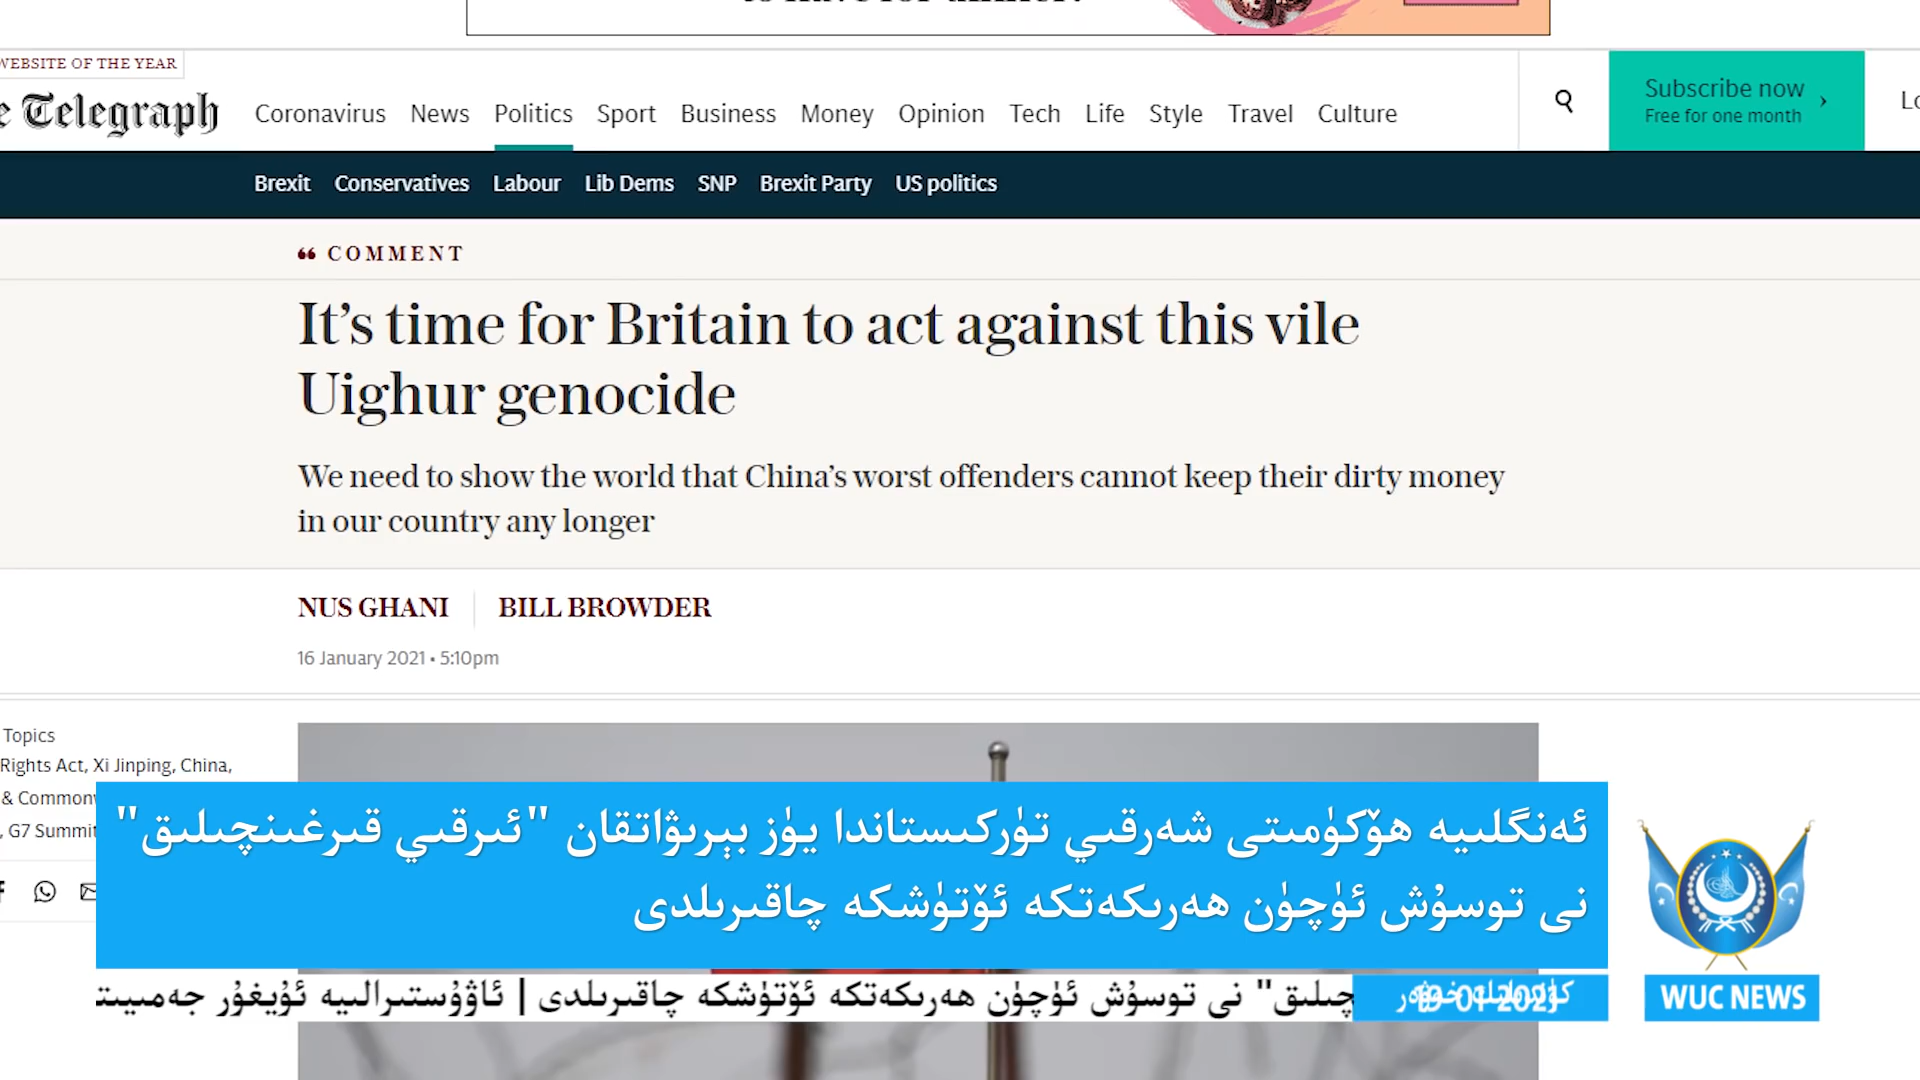 WEBSITE OF THE YEAR
Telegraph
Coronavirus News Politics Sport Business Money Opinion Tech Life Style Travel Culture
Subscribe now
Free for one month
Brexit Conservatives Labour Lib Dems SNP Brexit Party US politics
COMMENT
It’s time for Britain to act against this vile
Uighur genocide
We need to show the world that China’s worst offenders cannot keep their dirty money
in our country any longer
NUS GHANI BILL BROWDER
16 January 2021 • 5:10pm
Topics
Rights Act, Xi Jinping, China,
&
, G7 Summit
ئەنگلىيە ھۆكۈمىتى شەرقىي تۈركىستاندا يۈز بېرىۋاتقان "ئىرقىي قىرغىنچىلىق"
نى توسۇش ئۈچۈن ھەرىكەتكە ئۆتۈشكە چاقىرىلدى
چىلىق" نى توسۇش ئۈچۈن ھەرىكەتكە ئۆتۈشكە چاقىرىلدى | ئاۋۇستىرالىيە ئۇيغۇر
WUC NEWS